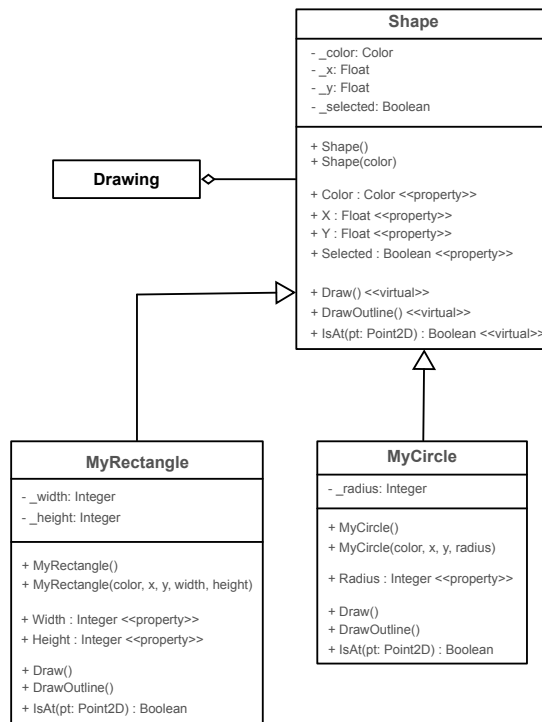 Shape
- _color: Color
- _x: Float
- _y: Float
- _selected: Boolean
+ Shape()
+ Shape(color)
+ Color : Color <<property>>
+ X : Float <<property>>
+ Y : Float <<property>>
+ Selected : Boolean <<property>>
+ Draw() <<virtual>>
+ DrawOutline() <<virtual>>
+ IsAt(pt: Point2D) : Boolean <<virtual>>
Drawing
MyRectangle
- _width: Integer
- _height: Integer
+ MyRectangle()
+ MyRectangle(color, x, y, width, height)
+ Width : Integer <<property>>
+ Height : Integer <<property>>
+ Draw()
+ DrawOutline()
+ IsAt(pt: Point2D) : Boolean
MyCircle
- _radius: Integer
+ MyCircle()
+ MyCircle(color, x, y, radius)
+ Radius : Integer <<property>>
+ Draw()
+ DrawOutline()
+ IsAt(pt: Point2D) : Boolean